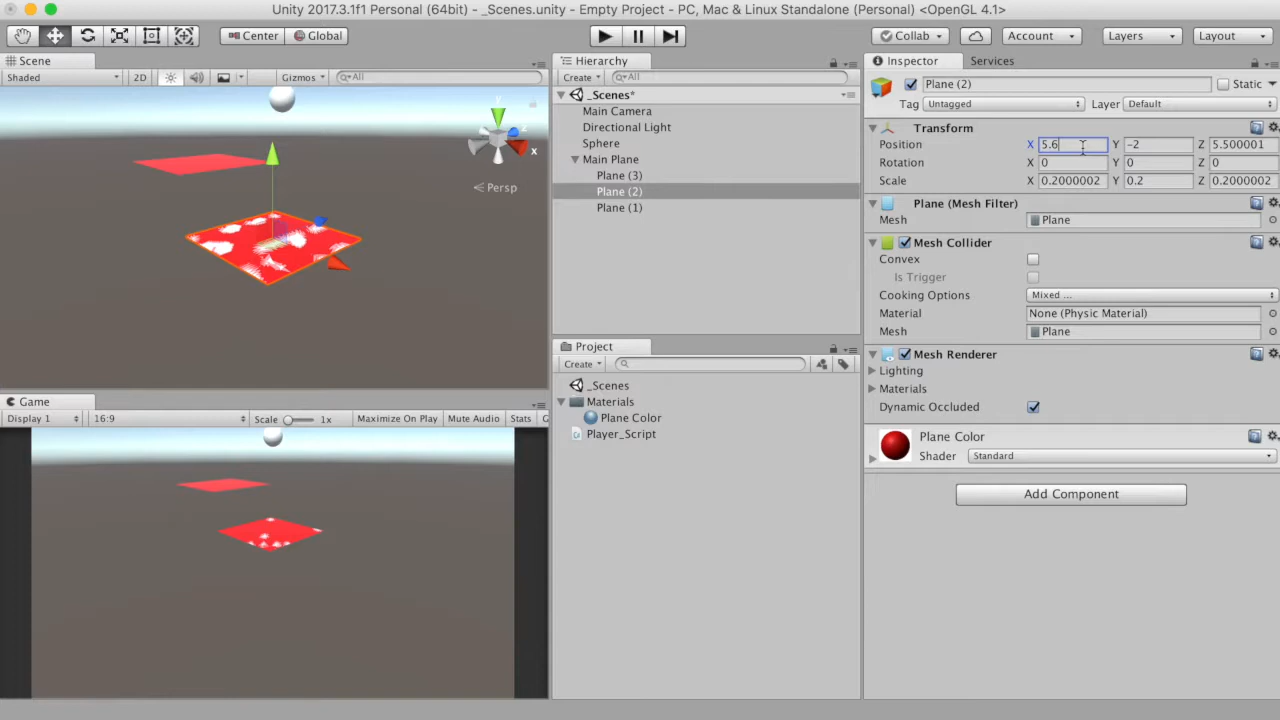 Unity 2017.3.1f1 Personal (64bit) - _Scenes.unity - Empty Project - PC, Mac & Linux Standalone (Personal) <OpenGL 4.1>
Center Global Collab Account Layers Layout
Scene
Shaded 2D Gizmos All
y
z
x
Persp
Game
Display 1 16:9 Scale 1x Maximize On Play Mute Audio Stats G
Hierarchy
Create All
_Scenes*
Main Camera
Directional Light
Sphere
Main Plane
Plane (3)
Plane (2)
Plane (1)
Project
Create
_Scenes
Materials
Plane Color
Player_Script
Inspector Services
Plane (2) Static
Tag Untagged Layer Default
Transform
Position X 5.6 Y -2 Z 5.500001
Rotation X 0 Y 0 Z 0
Scale X 0.2000002 Y 0.2 Z 0.2000002
Plane (Mesh Filter)
Mesh Plane
Mesh Collider
Convex
Is Trigger
Cooking Options Mixed ...
Material None (Physic Material)
Mesh Plane
Mesh Renderer
Lighting
Materials
Dynamic Occluded
Plane Color
Shader Standard
Add Component